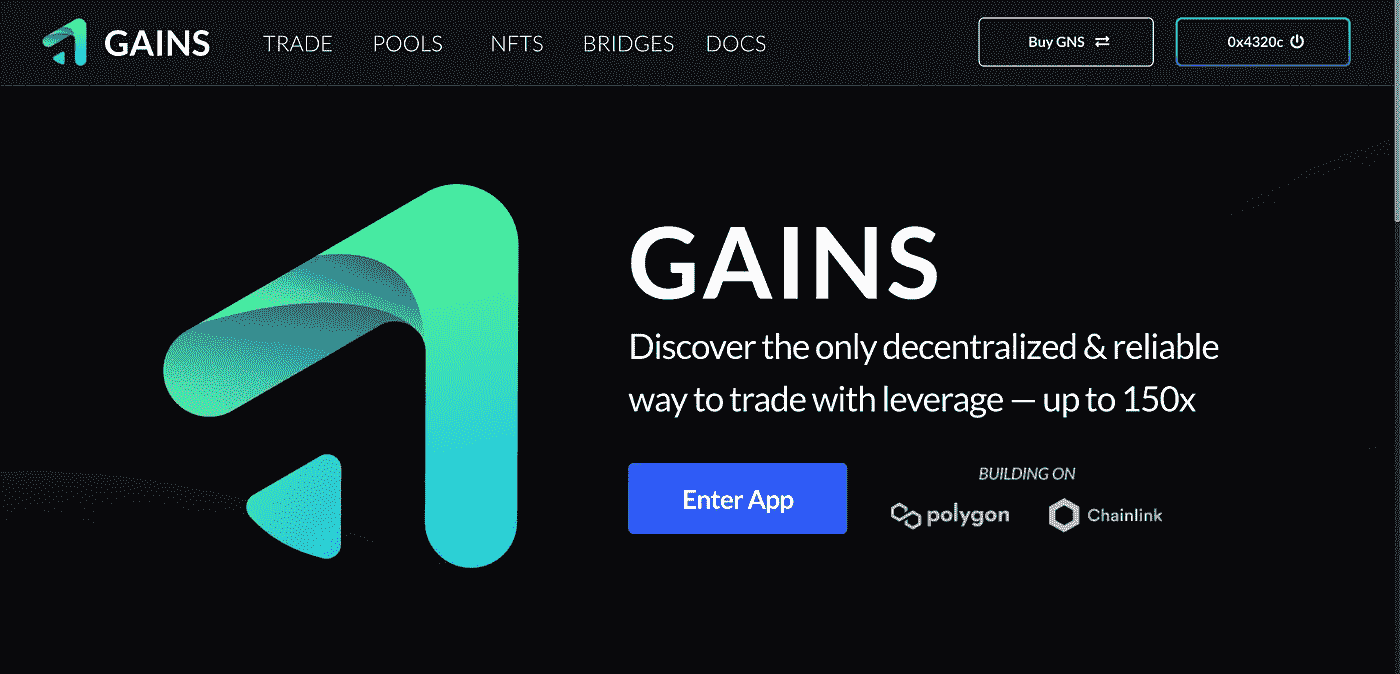 GAINS TRADE POOLS NFTS BRIDGES DOCS Buy GNS 0x4320c
GAINS
Discover the only decentralized & reliable
way to trade with leverage — up to 150x
Enter App
BUILDING ON
polygon Chainlink